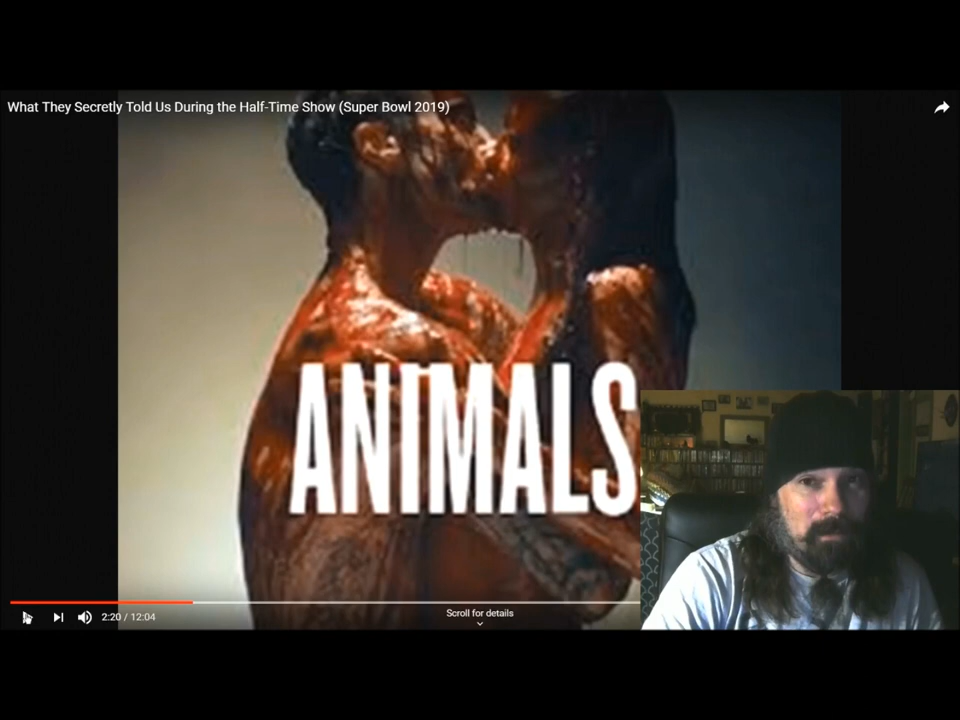 What They Secretly Told Us During the Half-Time Show (Super Bowl 2019)
ANIMALS
2:20 / 12:04
Scroll for details